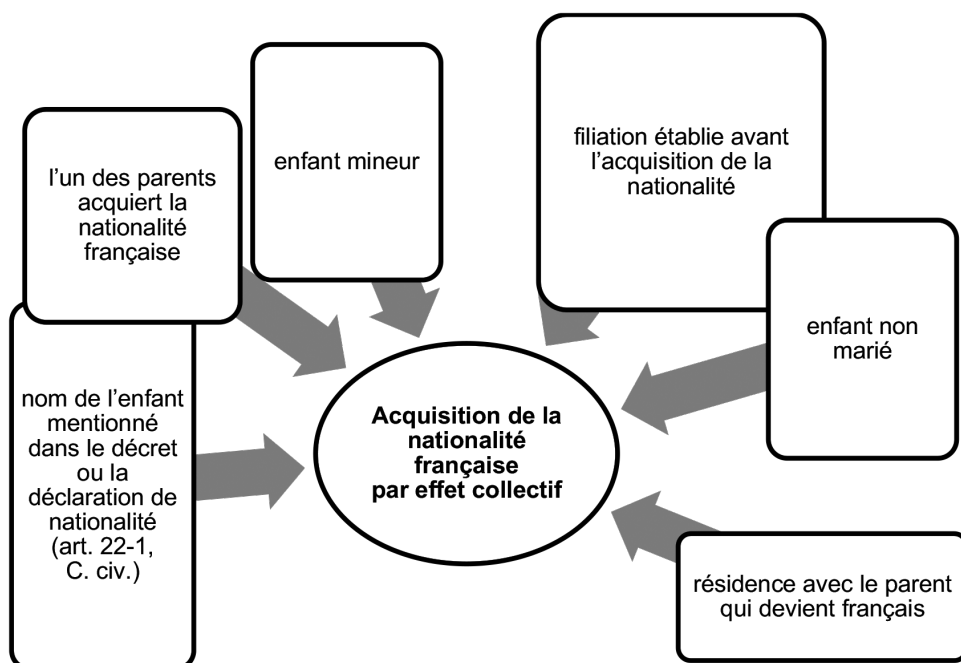 l’un des parents
acquiert la
nationalité
française
enfant mineur
filiation établie avant
l’acquisition de la
nationalité
enfant non
marié
nom de l’enfant
mentionné
dans le décret
ou la
déclaration de
nationalité
(art. 22-1,
C. civ.)
Acquisition de la
nationalité
française
par effet collectif
résidence avec le parent
qui devient français